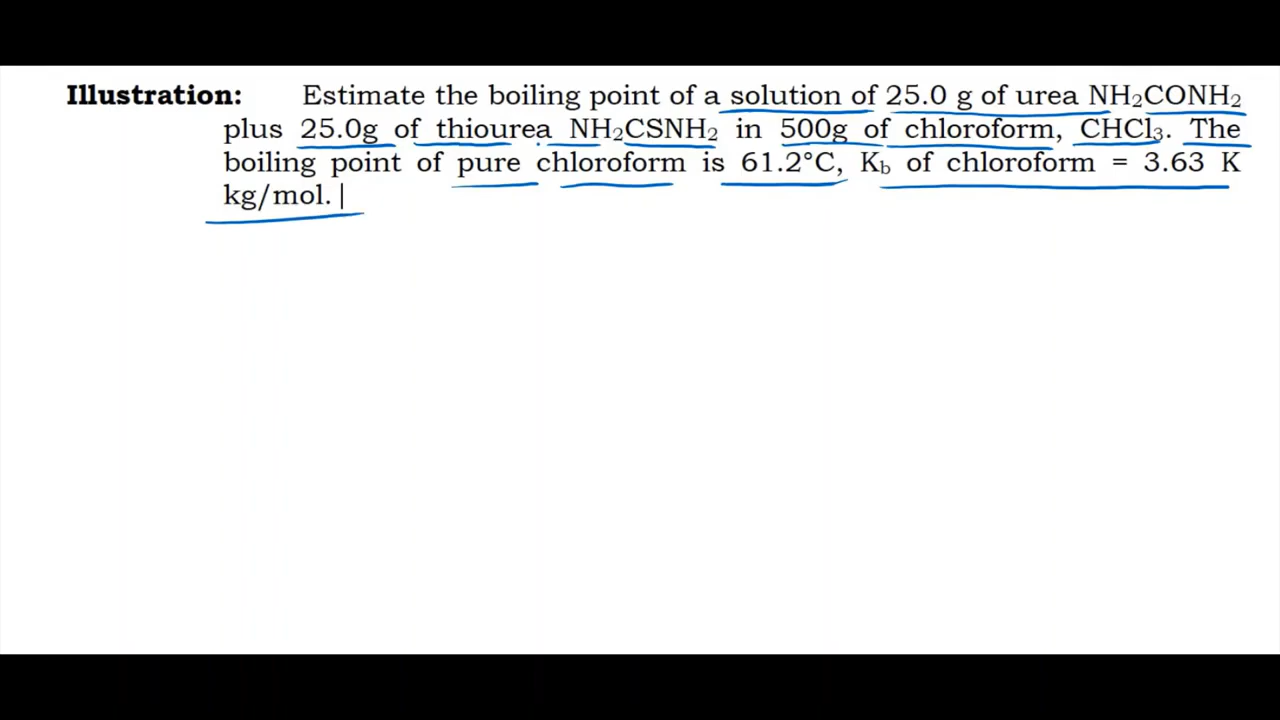 Illustration: Estimate the boiling point of a solution of 25.0 g of urea NH₂CONH₂
plus 25.0g of thiourea NH₂CSNH₂ in 500g of chloroform, CHCl₃. The
boiling point of pure chloroform is 61.2°C, K_b of chloroform = 3.63 K
kg/mol. |